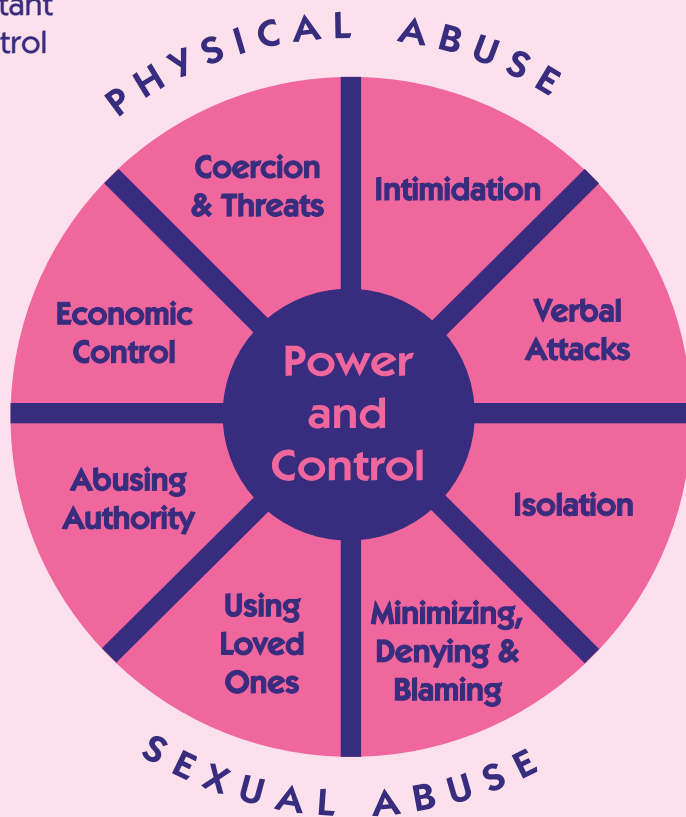 trol
PHYSICAL ABUSE
Coercion
& Threats
Intimidation
Verbal
Attacks
Isolation
Minimizing,
Denying &
Blaming
Using
Loved
Ones
Abusing
Authority
Economic
Control
Power
and
Control
SEXUAL ABUSE